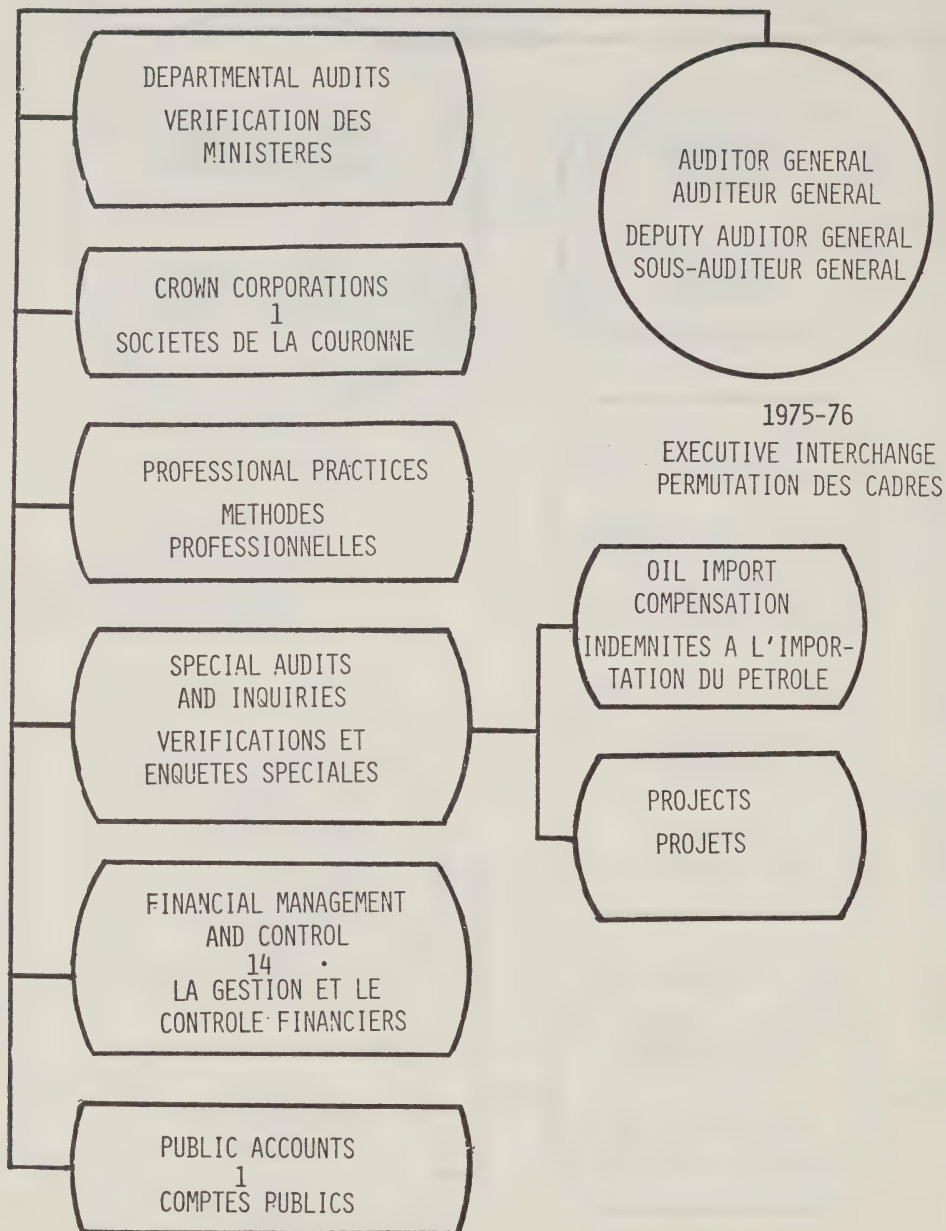 DEPARTMENTAL AUDITS
VERIFICATION DES
MINISTERES
AUDITOR GENERAL
AUDITEUR GENERAL
DEPUTY AUDITOR GENERAL
SOUS-AUDITEUR GENERAL
CROWN CORPORATIONS
1
SOCIETES DE LA COURONNE
1975-76
EXECUTIVE INTERCHANGE
PERMUTATION DES CADRES
PROFESSIONAL PRACTICES
METHODES
PROFESSIONNELLES
OIL IMPORT
COMPENSATION
INDEMNITES A L'IMPOR-
TATION DU PETROLE
SPECIAL AUDITS
AND INQUIRIES
VERIFICATIONS ET
ENQUETES SPECIALES
PROJECTS
PROJETS
FINANCIAL MANAGEMENT
AND CONTROL
14
LA GESTION ET LE
CONTROLE FINANCIERS
PUBLIC ACCOUNTS
1
COMPTES PUBLICS